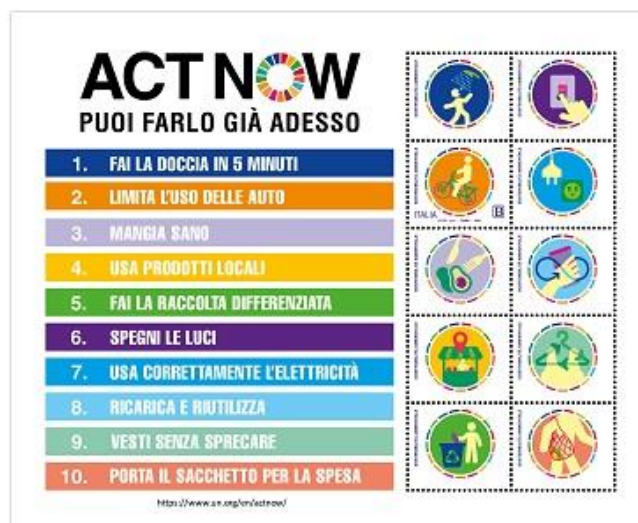 ACT NOW
PUOI FARLO GIÀ ADESSO
1. FAI LA DOCCIA IN 5 MINUTI
2. LIMITA L'USO DELLE AUTO
3. MANGIA SANO
4. USA PRODOTTI LOCALI
5. FAI LA RACCOLTA DIFFERENZIATA
6. SPEGNI LE LUCI
7. USA CORRETTAMENTE L'ELETTRICITÀ
8. RICARICA E RIUTILIZZA
9. VESTI SENZA SPRECARE
10. PORTA IL SACCHETTO PER LA SPESA
https://www.un.org/en/actnow/
ITALIA B